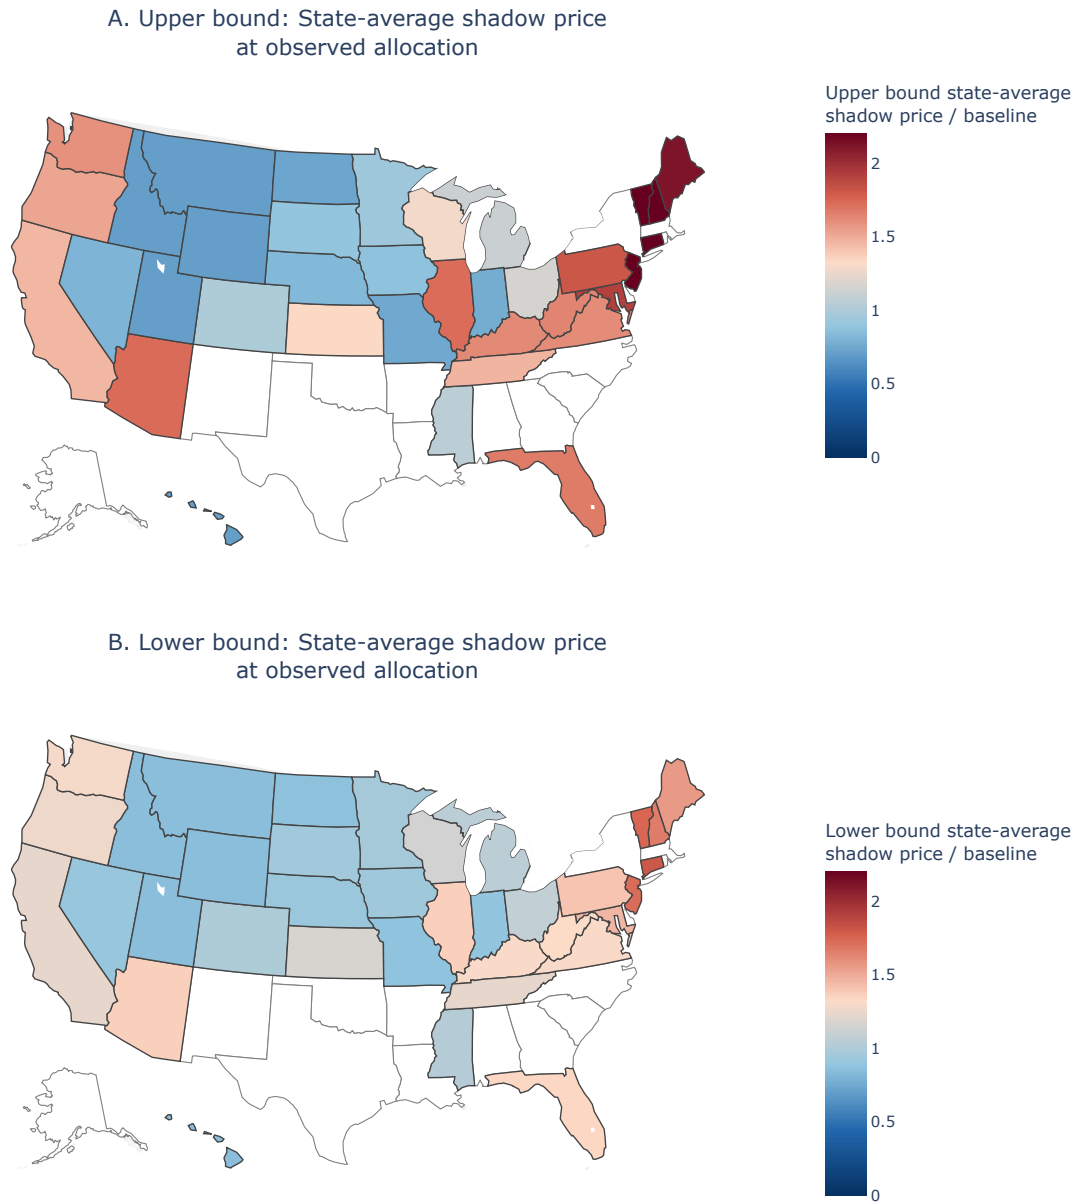 A. Upper bound: State-average shadow price
at observed allocation
Upper bound state-average
shadow price / baseline
2
1.5
1
0.5
0
B. Lower bound: State-average shadow price
at observed allocation
Lower bound state-average
shadow price / baseline
2
1.5
1
0.5
0